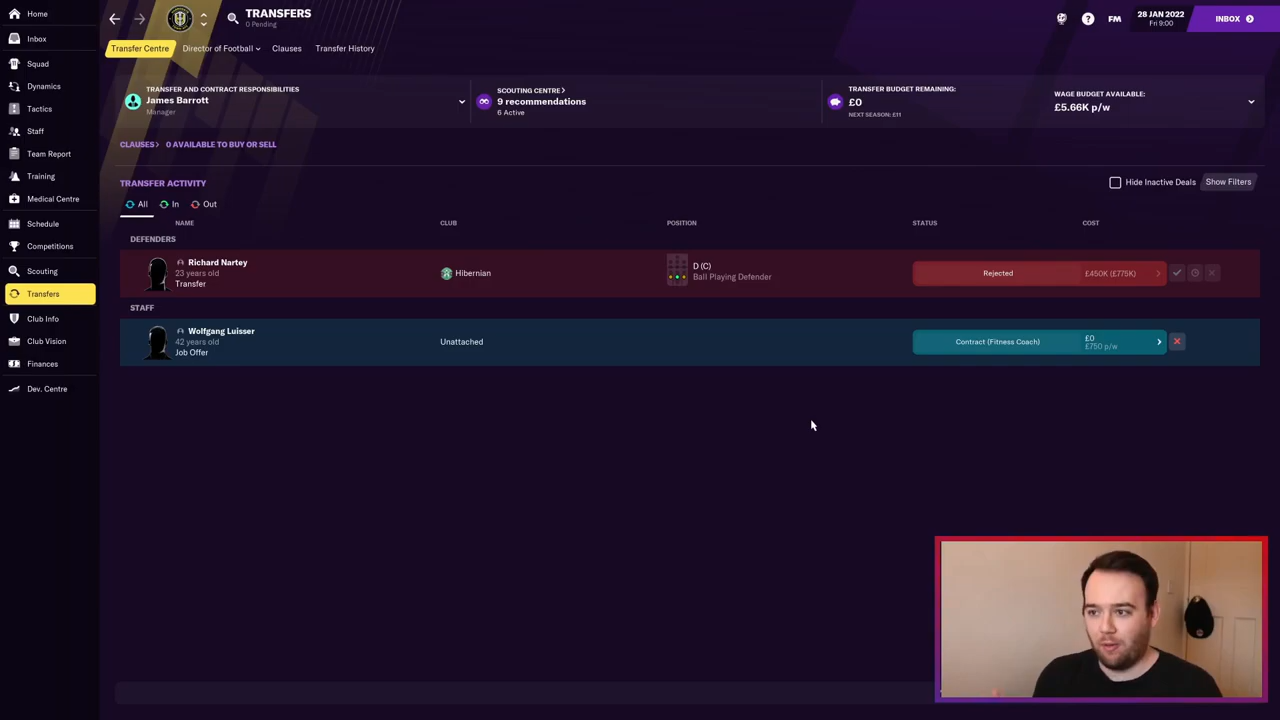 Home
Inbox
Squad
Dynamics
Tactics
Staff
Team Report
Training
Medical Centre
Schedule
Competitions
Scouting
Transfers
Club Info
Club Vision
Finances
Dev. Centre
TRANSFERS
0 Pending
FM
28 JAN 2022
Fri 9:00
INBOX
Transfer Centre
Director of Football
Clauses
Transfer History
TRANSFER AND CONTRACT RESPONSIBILITIES
James Barrott
Manager
SCOUTING CENTRE
9 recommendations
6 Active
TRANSFER BUDGET REMAINING:
£0
NEXT SEASON: £11
WAGE BUDGET AVAILABLE:
£5.66K p/w
CLAUSES 0 AVAILABLE TO BUY OR SELL
TRANSFER ACTIVITY
Hide Inactive Deals
Show Filters
All In Out
NAME CLUB POSITION STATUS COST
DEFENDERS
Richard Nartey
23 years old
Transfer
Hibernian
D (C)
Ball Playing Defender
Rejected
£450K (£775K)
STAFF
Wolfgang Luisser
42 years old
Job Offer
Unattached
Contract (Fitness Coach)
£0
£750 p/w